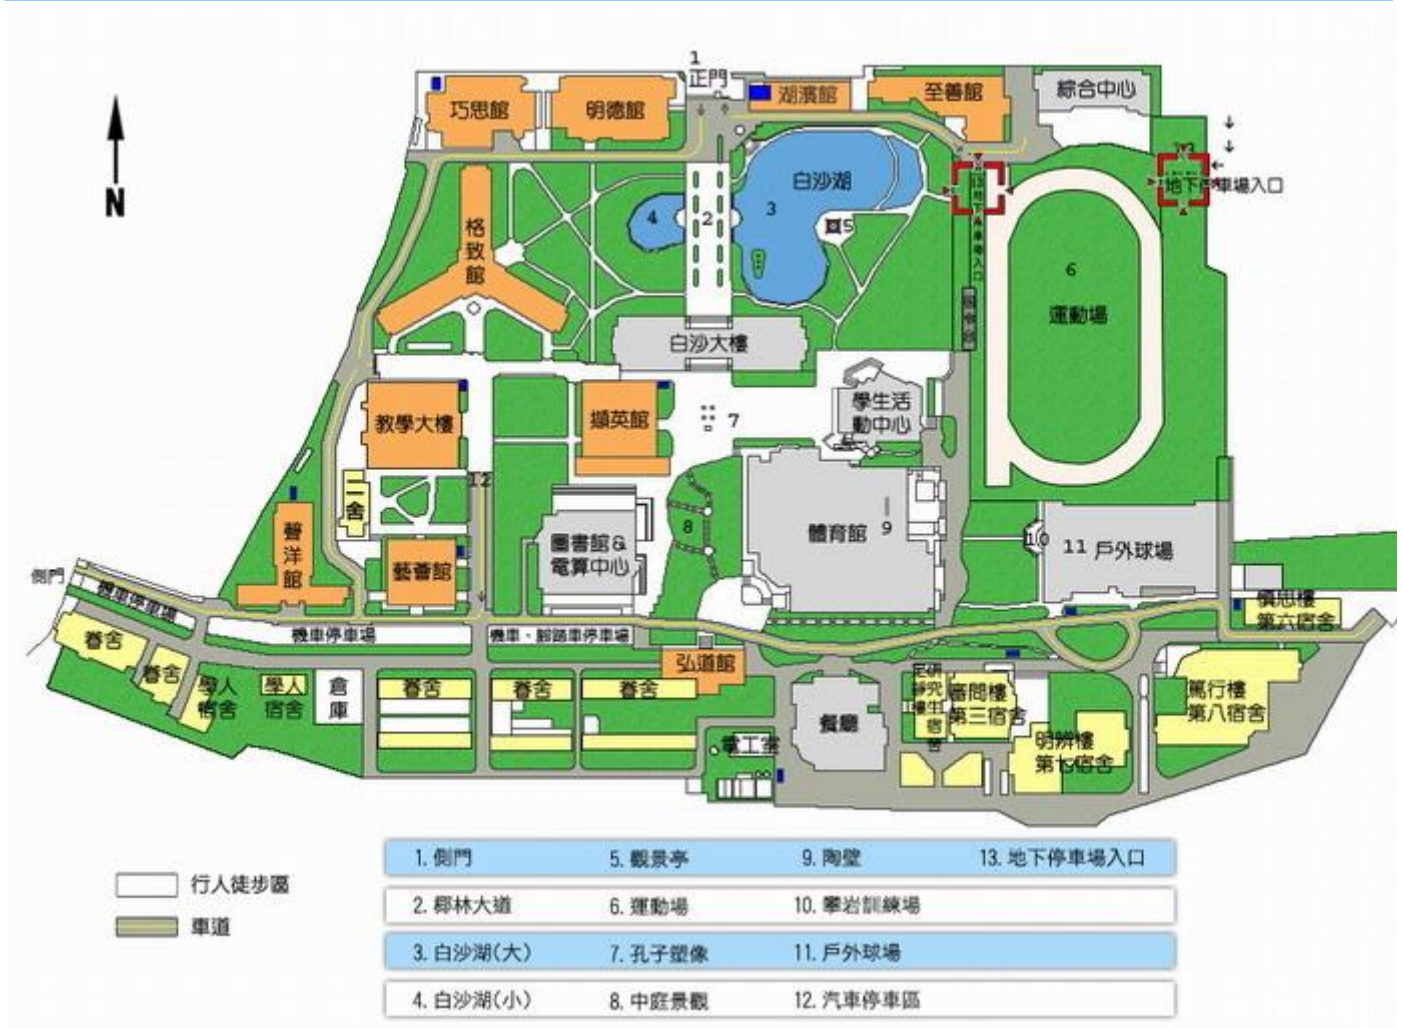 1
正門
巧思館
明德館
湖濱館
至善館
綜合中心
N
格
致
館
4
2
白沙湖
3
5
地下停車場入口
6
運動場
白沙大樓
教學大樓
擷英館
7
學生活
動中心
12
二
舍
聲
洋
館
藝薈館
圖書館&
電算中心
8
體育館
9
10
11 戶外球場
側門
機車停車場
機車停車場
機車、腳踏車停車場
弘道館
慎思樓
第六宿舍
眷舍
眷舍
學人
宿舍
學人
宿舍
倉
庫
眷舍
眷舍
眷舍
電工室
餐廳
第三宿舍
明辨樓
第七宿舍
篤行樓
第八宿舍
行人徒步區
車道
1. 側門
5. 觀景亭
9. 陶壁
13. 地下停車場入口
2. 椰林大道
6. 運動場
10. 攀岩訓練場
3. 白沙湖(大)
7. 孔子塑像
11. 戶外球場
4. 白沙湖(小)
8. 中庭景觀
12. 汽車停車區